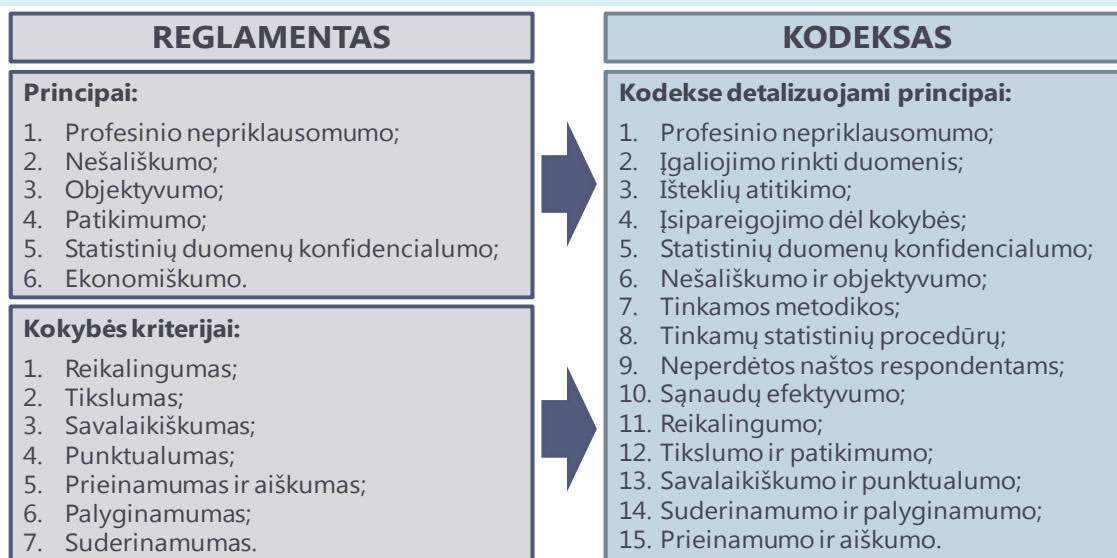 REGLAMENTAS
Principai:
1. Profesinio nepriklausomumo;
2. Nešališkumo;
3. Objektyvumo;
4. Patikimumo;
5. Statistinių duomenų konfidencialumo;
6. Ekonomiškumo.
Kokybės kriterijai:
1. Reikalingumas;
2. Tikslumas;
3. Savalaikiškumas;
4. Punktualumas;
5. Prieinamumas ir aiškumas;
6. Palyginamumas;
7. Suderinamumas.
KODEKSAS
Kodekse detalizuojami principai:
1. Profesinio nepriklausomumo;
2. Įgaliojimo rinkti duomenis;
3. Išteklių atitikimo;
4. Įsipareigojimo dėl kokybės;
5. Statistinių duomenų konfidencialumo;
6. Nešališkumo ir objektyvumo;
7. Tinkamos metodikos;
8. Tinkamų statistinių procedūrų;
9. Neperdėtos naštos respondentams;
10. Sąnaudų efektyvumo;
11. Reikalingumo;
12. Tikslumo ir patikimumo;
13. Savalaikiškumo ir punktualumo;
14. Suderinamumo ir palyginamumo;
15. Prieinamumo ir aiškumo.